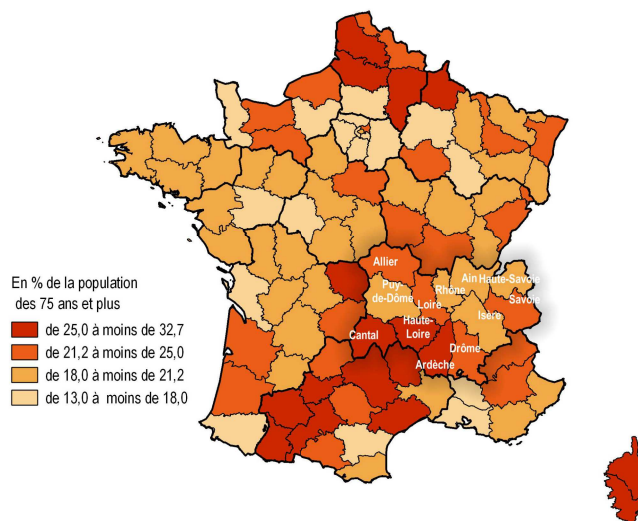 En % de la population
des 75 ans et plus
de 25,0 à moins de 32,7
de 21,2 à moins de 25,0
de 18,0 à moins de 21,2
de 13,0 à moins de 18,0
Allier
Puy-
de-Dôme
Ain
Haute-Savoie
Rhône
Loire
Savoie
Isère
Cantal
Haute-
Loire
Drôme
Ardèche